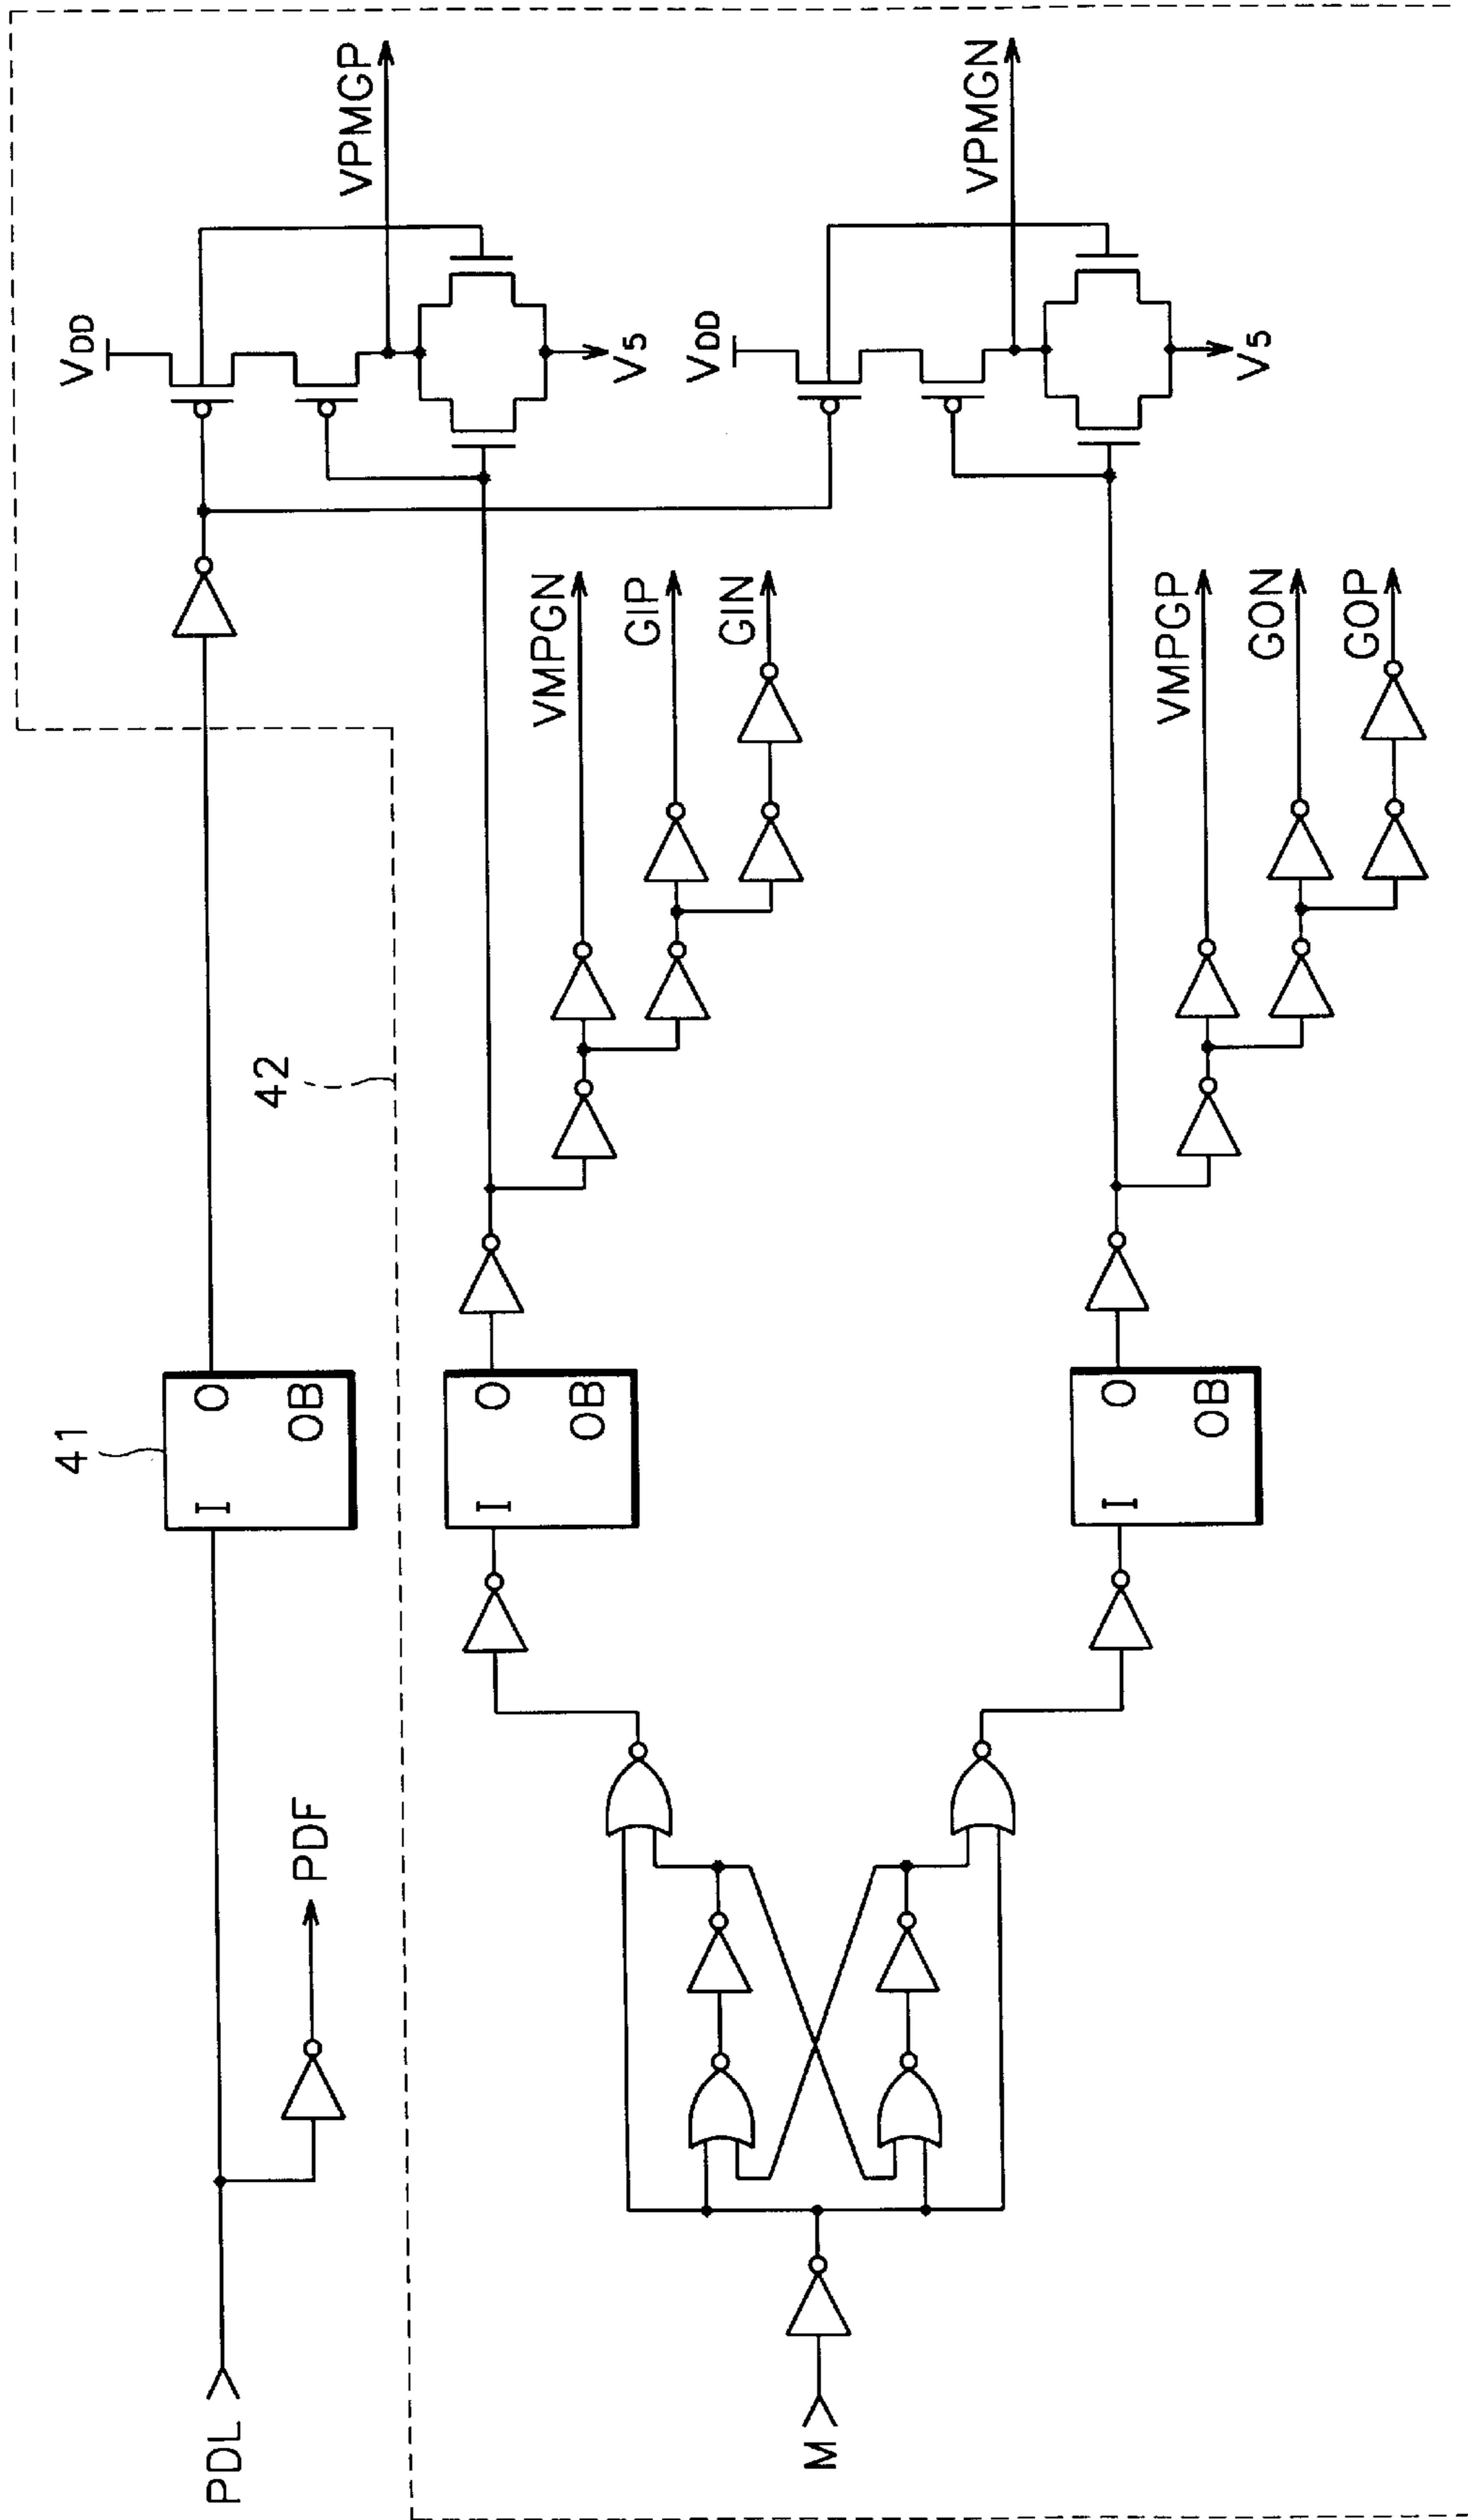 PDL
PDF
41
I
O
OB
42
VDD
VPMGP
V5
M
I
O
OB
VMPGN
GIP
GIN
VDD
VPMGN
V5
I
O
OB
VMPGP
GON
GOP